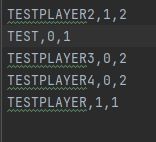 TESTPLAYER2,1,2
TEST,0,1
TESTPLAYER3,0,2
TESTPLAYER4,0,2
TESTPLAYER,1,1